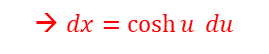 → dx = cosh u du